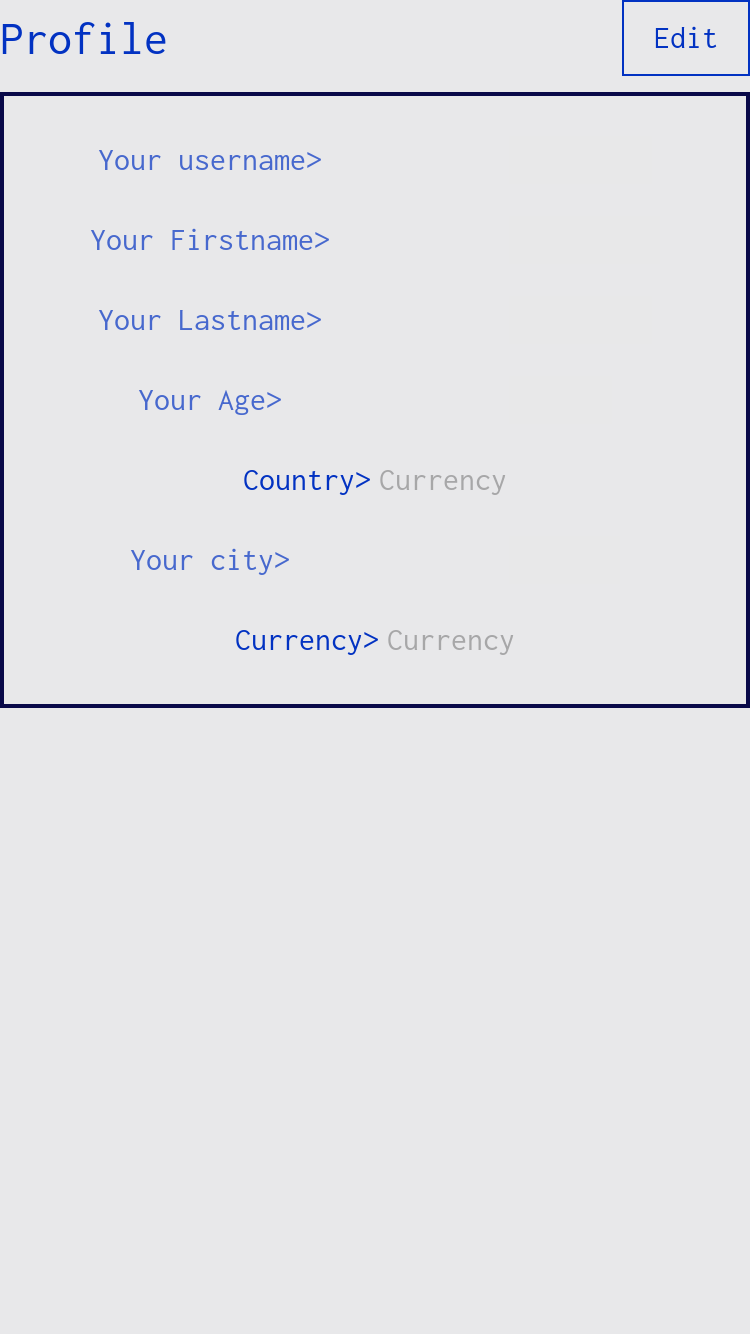 Profile
Edit
Your username>
Your Firstname>
Your Lastname>
Your Age>
Country> Currency
Your city>
Currency> Currency